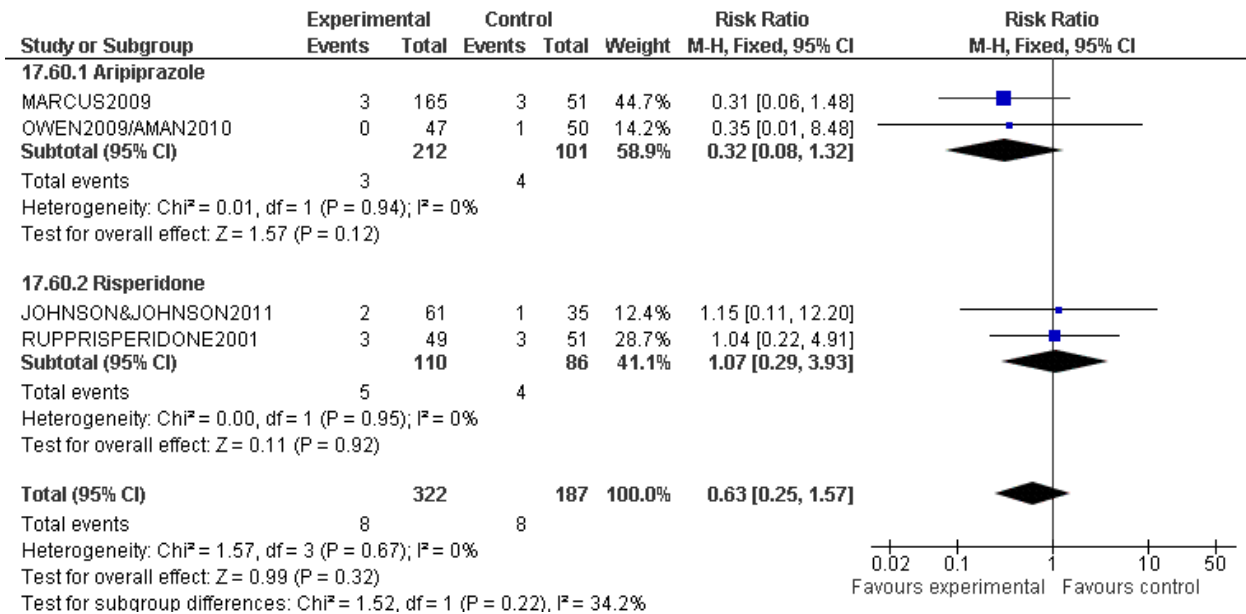 Experimental Control Risk Ratio Risk Ratio
Study or Subgroup Events Total Events Total Weight M-H, Fixed, 95% CI M-H, Fixed, 95% CI
17.60.1 Aripiprazole
MARCUS2009 3 165 3 51 44.7% 0.31 [0.06, 1.48]
OWEN2009/AMAN2010 0 47 1 50 14.2% 0.35 [0.01, 8.48]
Subtotal (95% CI) 212 101 58.9% 0.32 [0.08, 1.32]
Total events 3 4
Heterogeneity: Chi² = 0.01, df = 1 (P = 0.94); I² = 0%
Test for overall effect: Z = 1.57 (P = 0.12)
17.60.2 Risperidone
JOHNSON&JOHNSON2011 2 61 1 35 12.4% 1.15 [0.11, 12.20]
RUPPRISPERIDONE2001 3 49 3 51 28.7% 1.04 [0.22, 4.91]
Subtotal (95% CI) 110 86 41.1% 1.07 [0.29, 3.93]
Total events 5 4
Heterogeneity: Chi² = 0.00, df = 1 (P = 0.95); I² = 0%
Test for overall effect: Z = 0.11 (P = 0.92)
Total (95% CI) 322 187 100.0% 0.63 [0.25, 1.57]
Total events 8 8
Heterogeneity: Chi² = 1.57, df = 3 (P = 0.67); I² = 0%
Test for overall effect: Z = 0.99 (P = 0.32)
Test for subgroup differences: Chi² = 1.52, df = 1 (P = 0.22), I² = 34.2%
0.02 0.1 1 10 50
Favours experimental Favours control